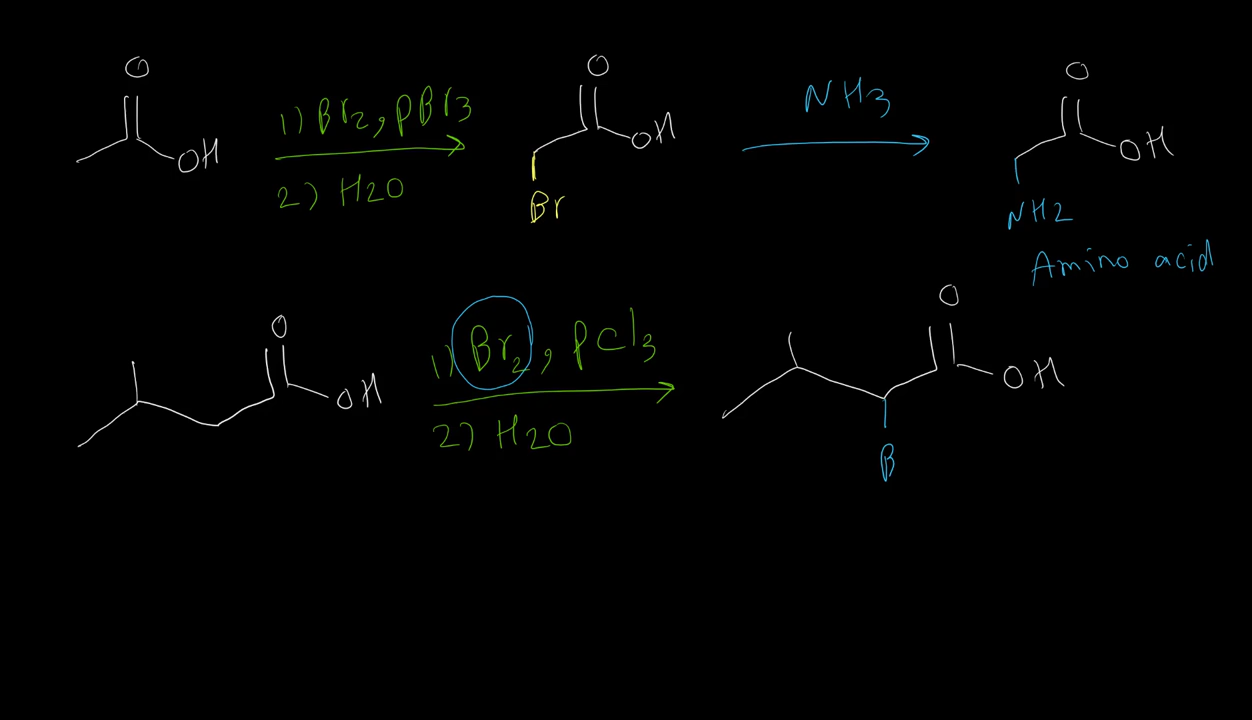 O
OH
1) Br2, PBr3
2) H2O
O
OH
Br
NH3
O
OH
NH2
Amino acid
O
OH
1) Br2, PCl3
2) H2O
O
OH
B